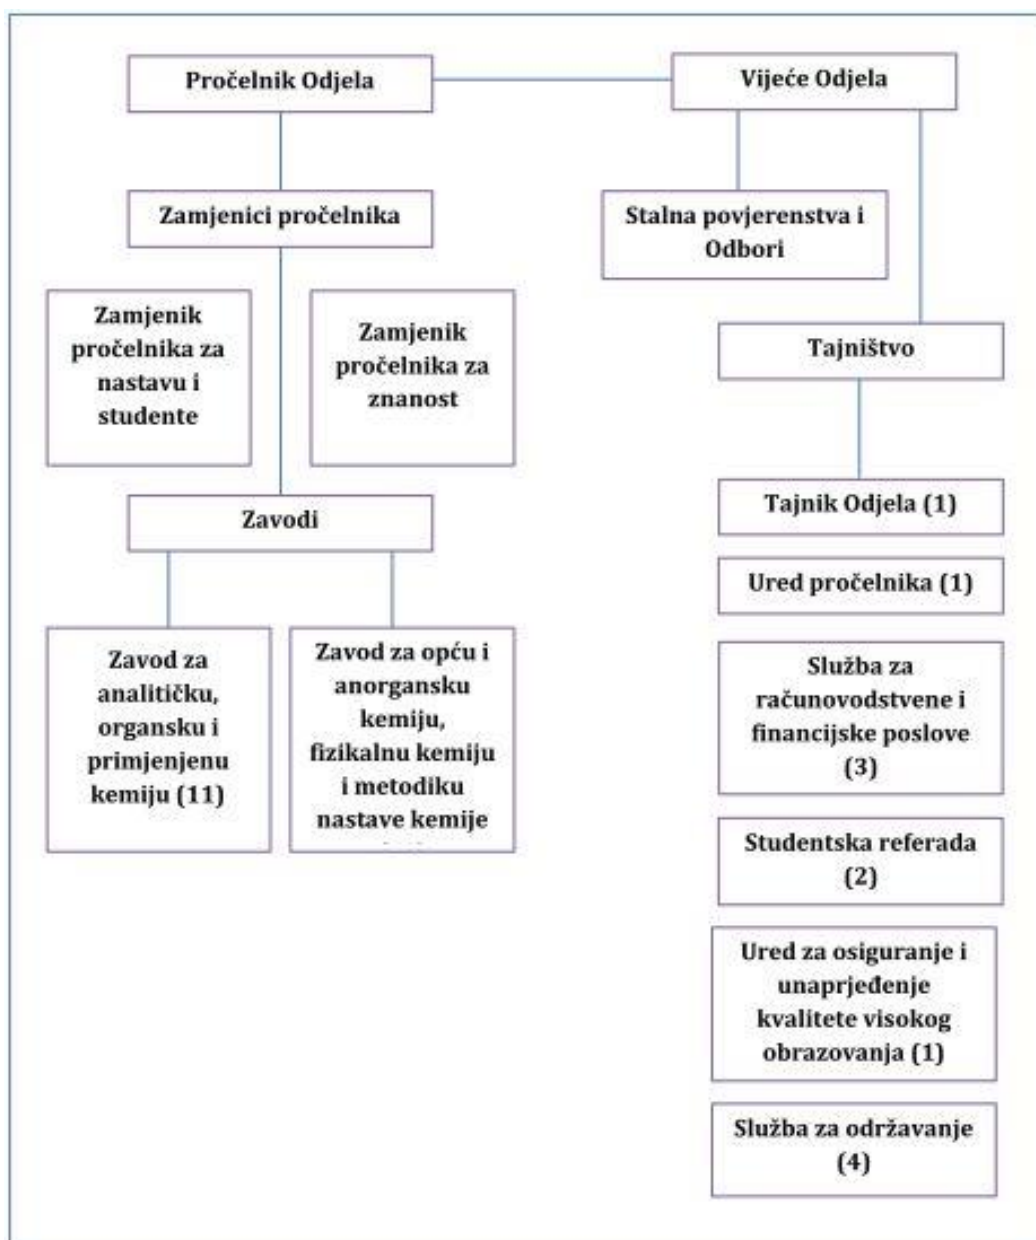 Pročelnik Odjela
Vijeće Odjela
Zamjenici pročelnika
Stalna povjerenstva i
Odbori
Zamjenik
pročelnika za
nastavu i
studente
Zamjenik
pročelnika za
znanost
Tajništvo
Zavodi
Zavod za
analitičku,
organsku i
primjenjenu
kemiju (11)
Zavod za opću i
anorgansku
kemiju,
fizikalnu kemiju
i metodiku
nastave kemije
Tajnik Odjela (1)
Ured pročelnika (1)
Služba za
računovodstvene i
financijske poslove
(3)
Studentska referada
(2)
Ured za osiguranje i
unaprjeđenje
kvalitete visokog
obrazovanja (1)
Služba za održavanje
(4)